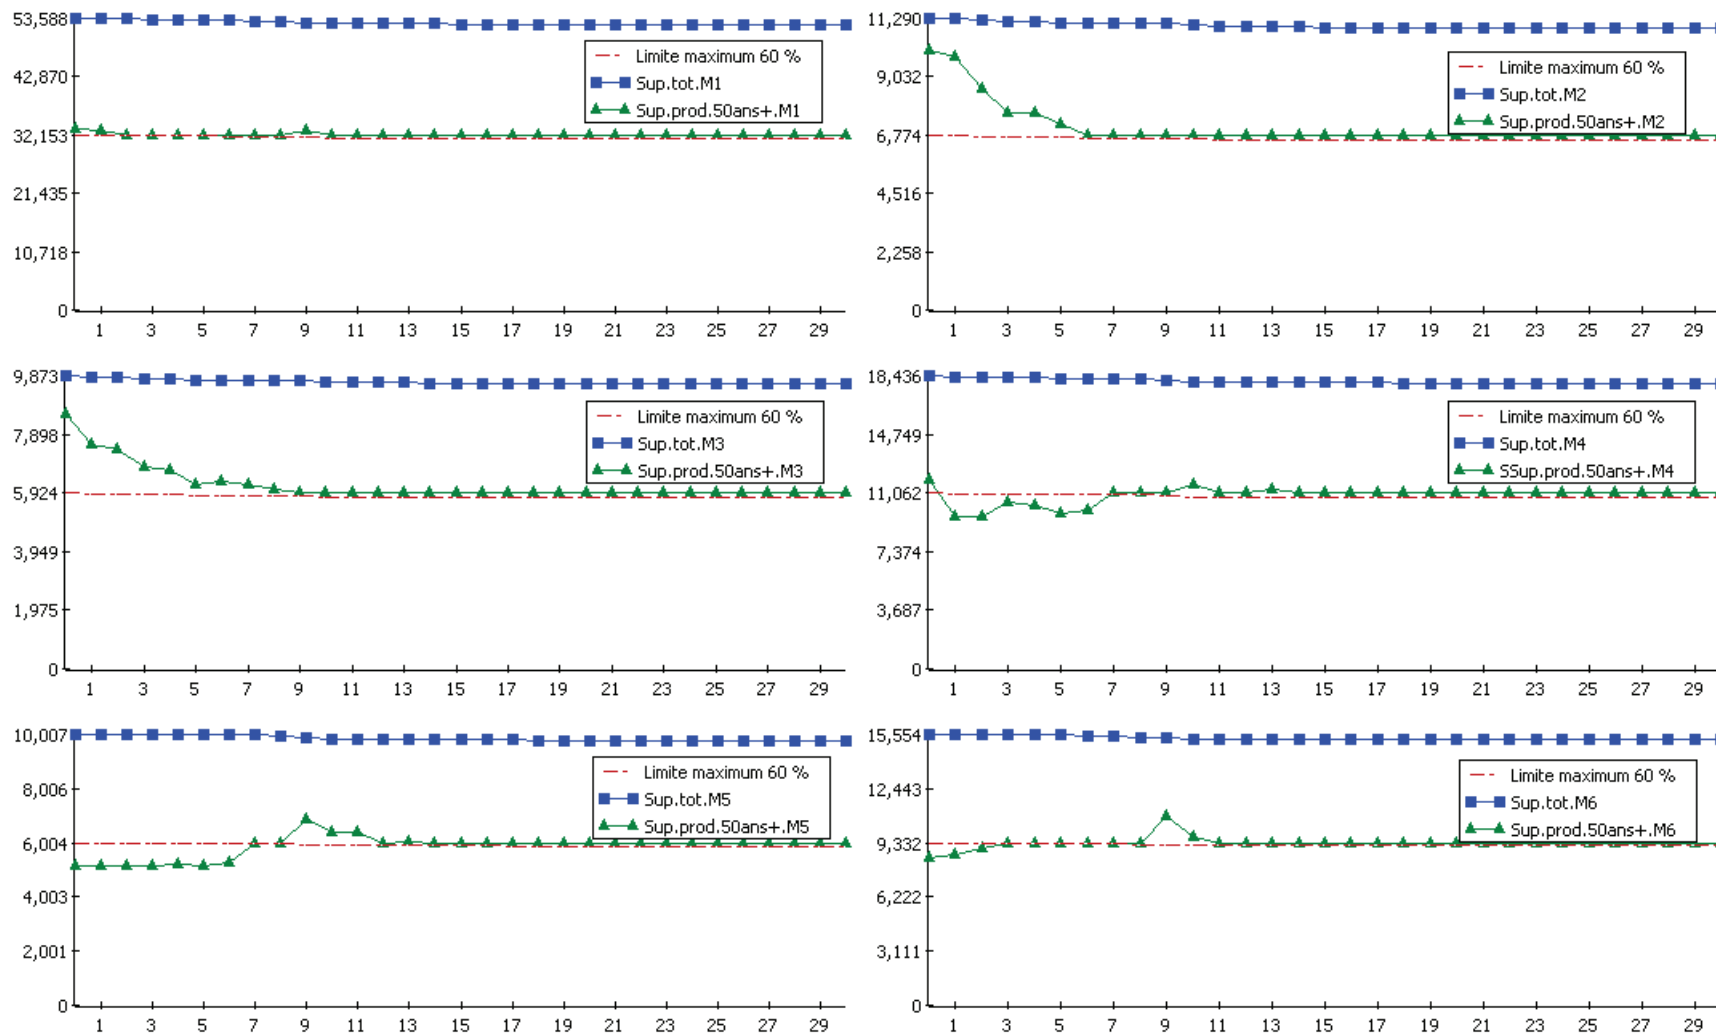 53,588
42,870
32,153
21,435
10,718
0
1 3 5 7 9 11 13 15 17 19 21 23 25 27 29
Limite maximum 60 %
Sup.tot.M1
Sup.prod.50ans+.M1
11,290
9,032
6,774
4,516
2,258
0
1 3 5 7 9 11 13 15 17 19 21 23 25 27 29
Limite maximum 60 %
Sup.tot.M2
Sup.prod.50ans+.M2
9,873
7,898
5,924
3,949
1,975
0
1 3 5 7 9 11 13 15 17 19 21 23 25 27 29
Limite maximum 60 %
Sup.tot.M3
Sup.prod.50ans+.M3
18,436
14,749
11,062
7,374
3,687
0
1 3 5 7 9 11 13 15 17 19 21 23 25 27 29
Limite maximum 60 %
Sup.tot.M4
SSup.prod.50ans+.M4
10,007
8,006
6,004
4,003
2,001
0
1 3 5 7 9 11 13 15 17 19 21 23 25 27 29
Limite maximum 60 %
Sup.tot.M5
Sup.prod.50ans+.M5
15,554
12,443
9,332
6,222
3,111
0
1 3 5 7 9 11 13 15 17 19 21 23 25 27 29
Limite maximum 60 %
Sup.tot.M6
Sup.prod.50ans+.M6